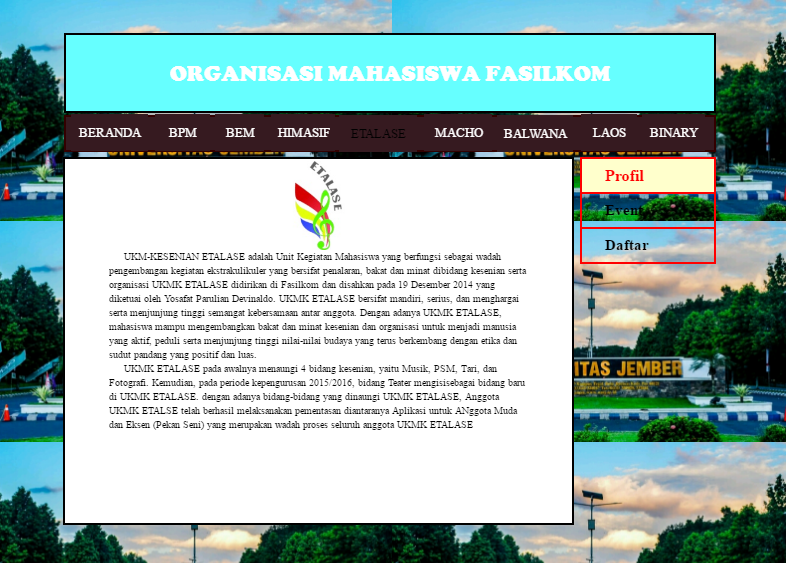 ORGANISASI MAHASISWA FASILKOM
BERANDA BPM BEM HIMASIF ETALASE MACHO BALWANA LAOS BINARY
UNIVERSITAS JEMBER
ETALASE
Profil
Event
Daftar
UKM-KESENIAN ETALASE adalah Unit Kegiatan Mahasiswa yang berfungsi sebagai wadah
pengembangan kegiatan ekstrakulikuler yang bersifat penalaran, bakat dan minat dibidang kesenian serta
organisasi UKMK ETALASE didirikan di Fasilkom dan disahkan pada 19 Desember 2014 yang
diketuai oleh Yosafat Parulian Devinaldo. UKMK ETALASE bersifat mandiri, serius, dan menghargai
serta menjunjung tinggi semangat kebersamaan antar anggota. Dengan adanya UKMK ETALASE,
mahasiswa mampu mengembangkan bakat dan minat kesenian dan organisasi untuk menjadi manusia
yang aktif, peduli serta menjunjung tinggi nilai-nilai budaya yang terus berkembang dengan etika dan
sudut pandang yang positif dan luas.
UKMK ETALASE pada awalnya menaungi 4 bidang kesenian, yaitu Musik, PSM, Tari, dan
Fotografi. Kemudian, pada periode kepengurusan 2015/2016, bidang Teater mengisisebagai bidang baru
di UKMK ETALASE. dengan adanya bidang-bidang yang dinaungi UKMK ETALASE, Anggota
UKMK ETALSE telah berhasil melaksanakan pementasan diantaranya Aplikasi untuk ANggota Muda
dan Eksen (Pekan Seni) yang merupakan wadah proses seluruh anggota UKMK ETALASE
ITAS JEMBER